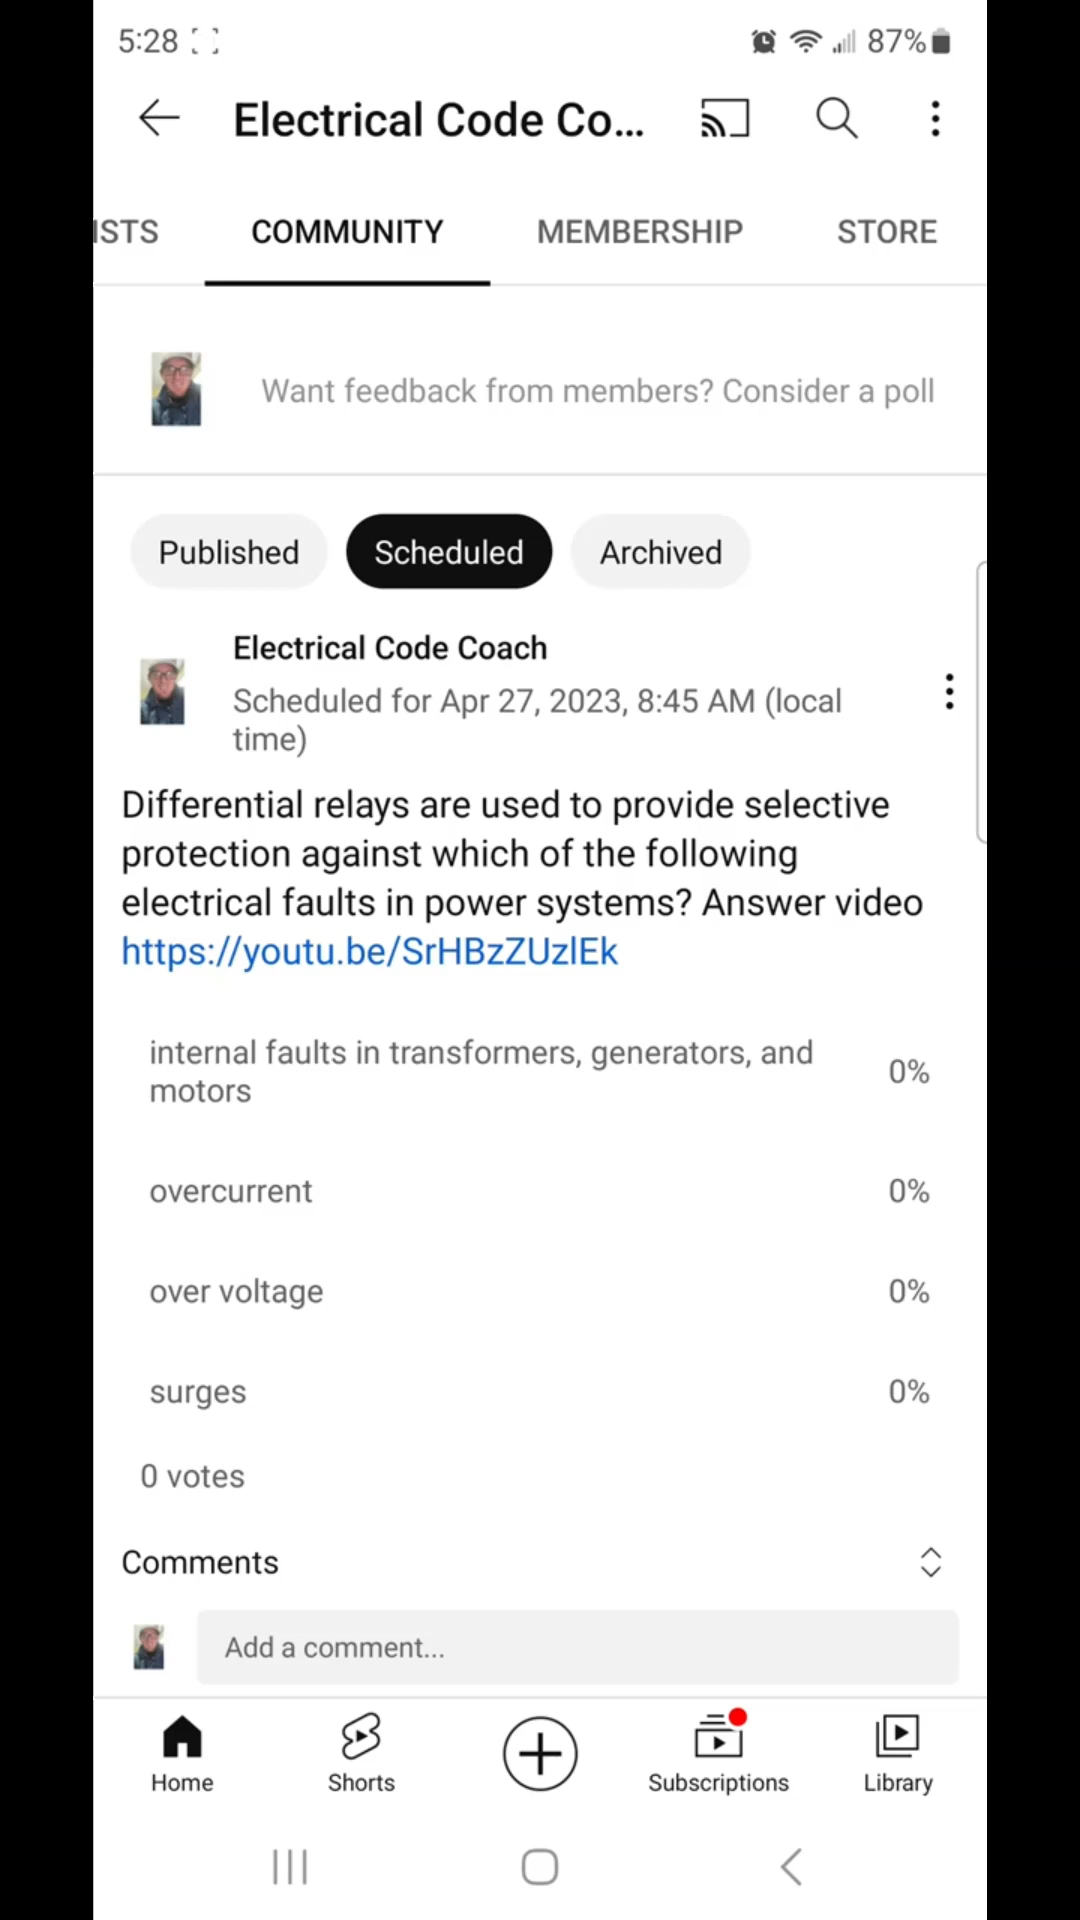 5:28 87%
Electrical Code Co...
ISTS COMMUNITY MEMBERSHIP STORE
Want feedback from members? Consider a poll
Published Scheduled Archived
Electrical Code Coach
Scheduled for Apr 27, 2023, 8:45 AM (local
time)
Differential relays are used to provide selective
protection against which of the following
electrical faults in power systems? Answer video
https://youtu.be/SrHBzZUzlEk
internal faults in transformers, generators, and
motors
0%
overcurrent 0%
over voltage 0%
surges 0%
0 votes
Comments
Add a comment...
Home Shorts Subscriptions Library